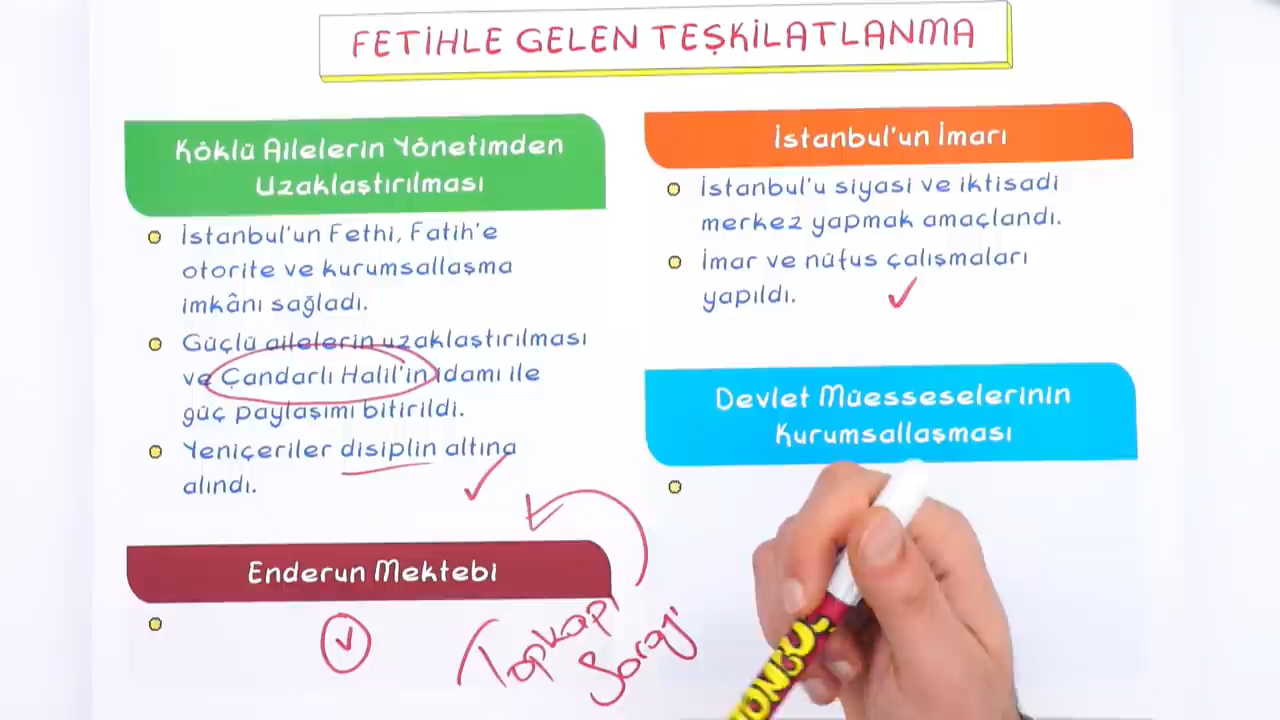 FETİHLE GELEN TEŞKİLATLANMA
Köklü Ailelerin Yönetimden
Uzaklaştırılması
İstanbul'un Fethi, Fatih'e
otorite ve kurumsallaşma
imkânı sağladı.
Güçlü ailelerin uzaklaştırılması
ve Çandarlı Halil'in idamı ile
güç paylaşımı bitirildi.
Yeniçeriler disiplin altına
alındı.
Enderun Mektebi
Topkapı
Sarayı
İstanbul'un İmarı
İstanbul'u siyasi ve iktisadi
merkez yapmak amaçlandı.
İmar ve nüfus çalışmaları
yapıldı.
Devlet Müesseselerinin
Kurumsallaşması